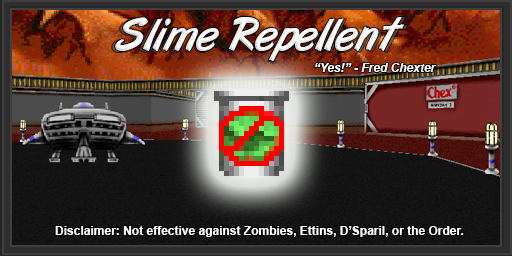 Slime Repellent
“Yes!” - Fred Chexter
Chex®
Disclaimer: Not effective against Zombies, Ettins, D’Sparil, or the Order.